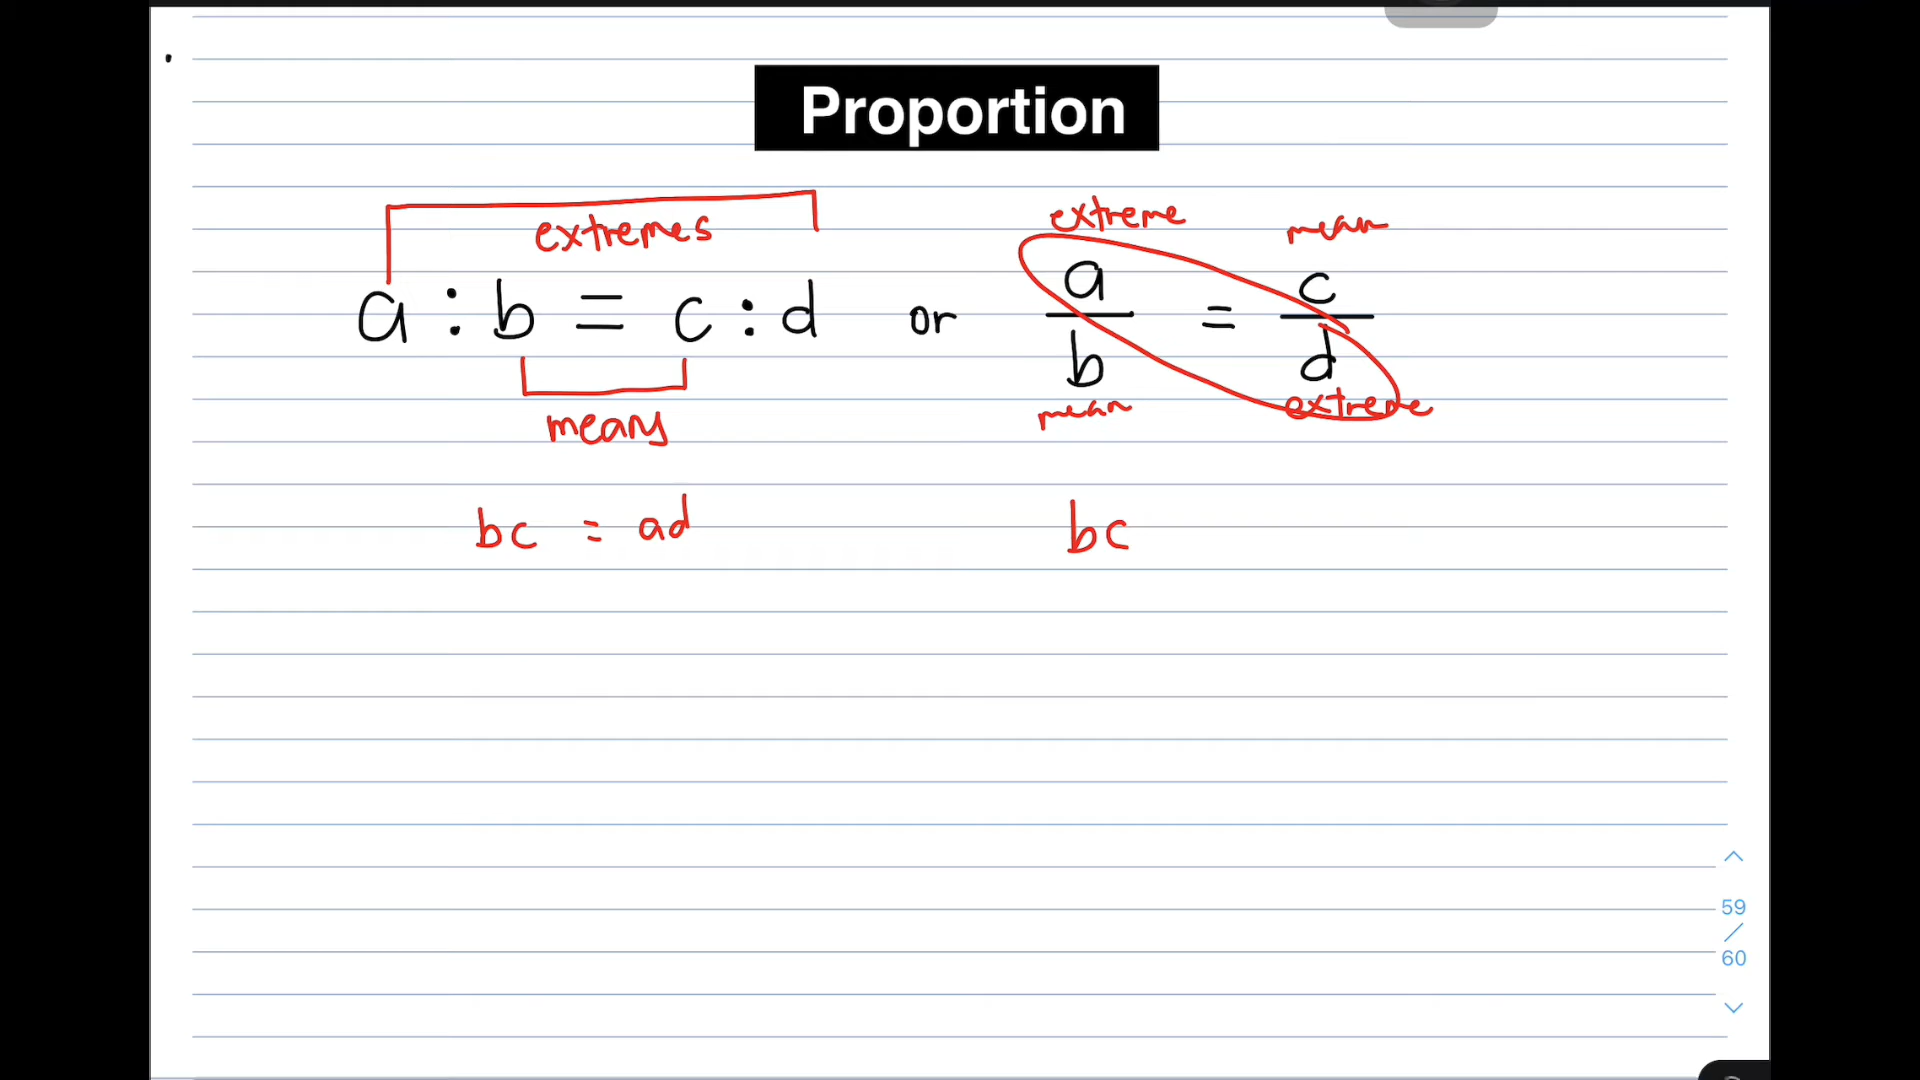 Proportion
extremes
extreme
mean
a : b = c : d or a/b = c/d
means
mean
extreme
bc = ad
bc
59
/
60